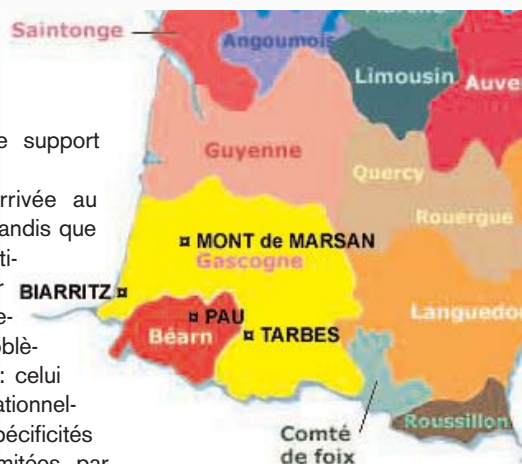 Saintonge
Angoumois
Limousin
Auve
e support
Guyenne
rrivée au
Quercy
andis que
Rouergue
ti-
¤ MONT de MARSAN
Gascogne
r
BIARRITZ ¤
e-
Languedo
¤ PAU
oblè-
Béarn
¤ TARBES
: celui
ationnel-
Roussillon
pécificités
Comté
de foix
mitées par